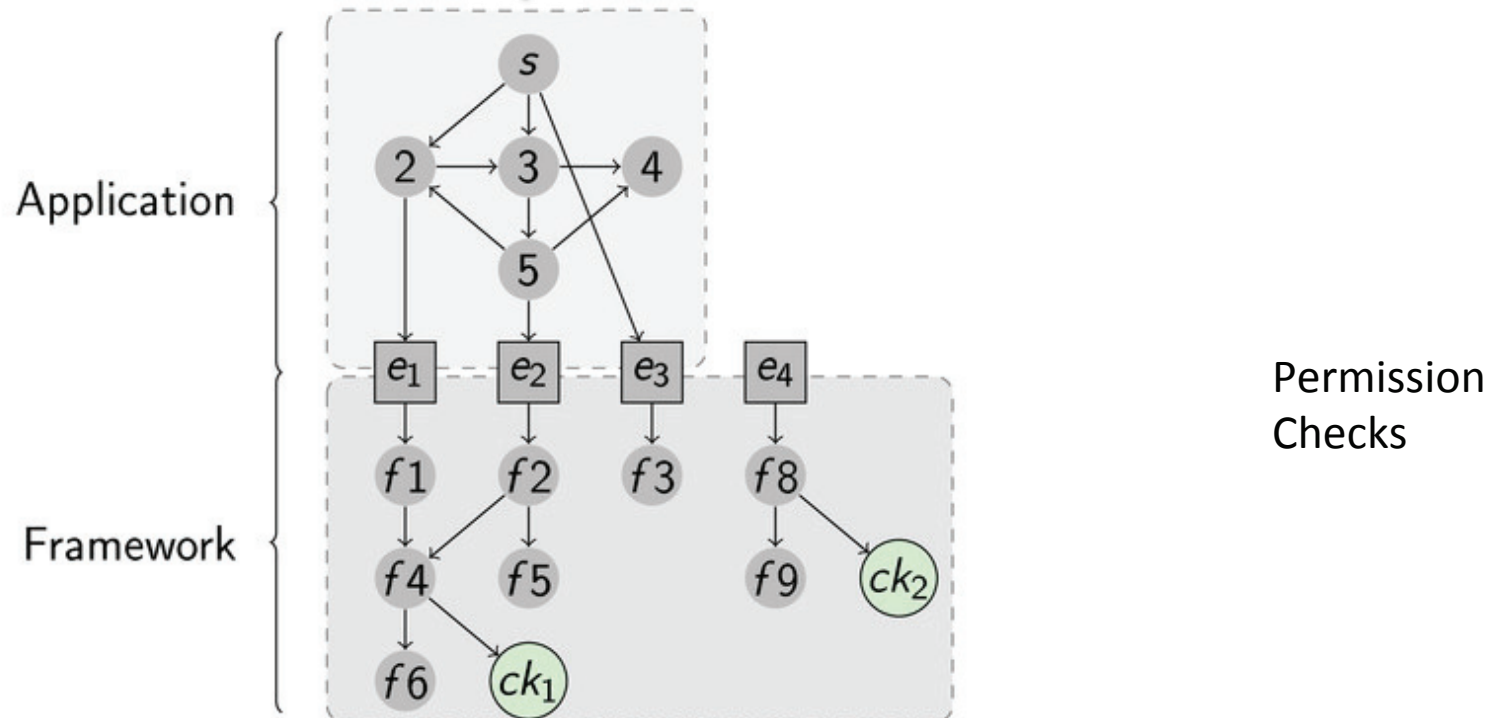 s
2 3 4
Application
5
e1 e2 e3 e4
Permission
Checks
f1 f2 f3 f8
Framework
f4 f5 f9 ck2
f6 ck1